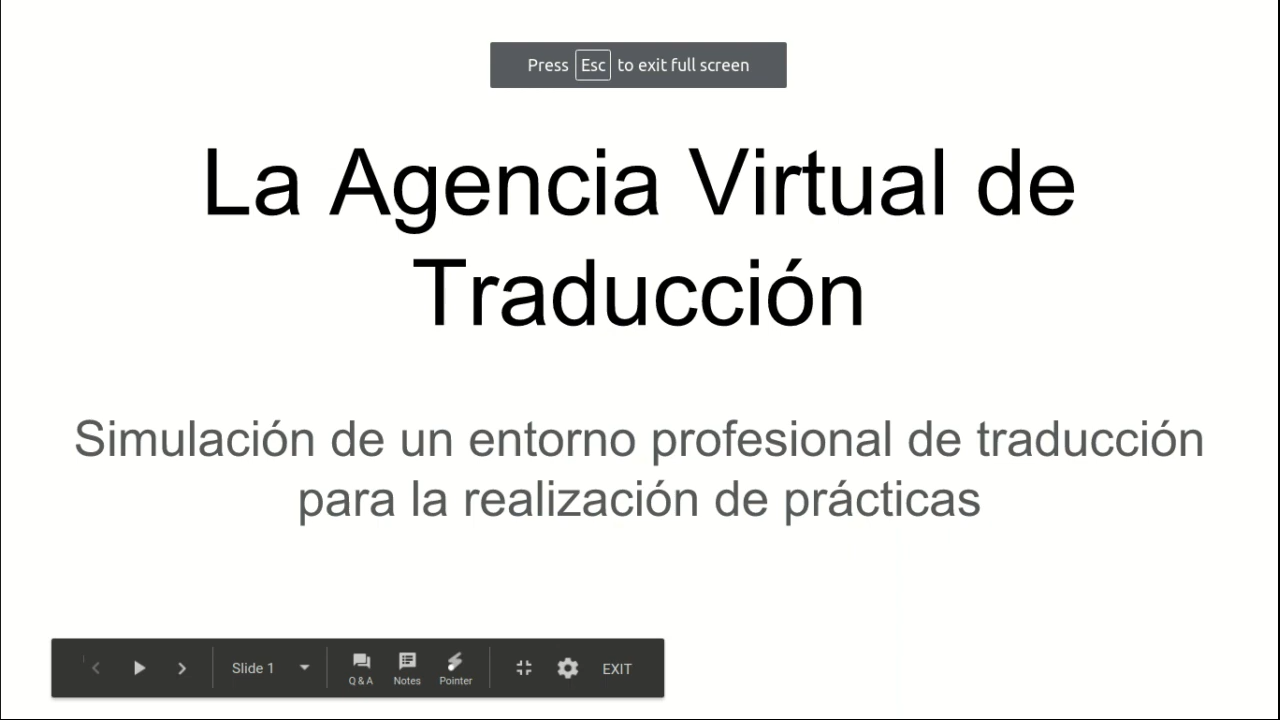 Press Esc to exit full screen
La Agencia Virtual de
Traducción
Simulación de un entorno profesional de traducción
para la realización de prácticas
Slide 1
Q & A
Notes
Pointer
EXIT